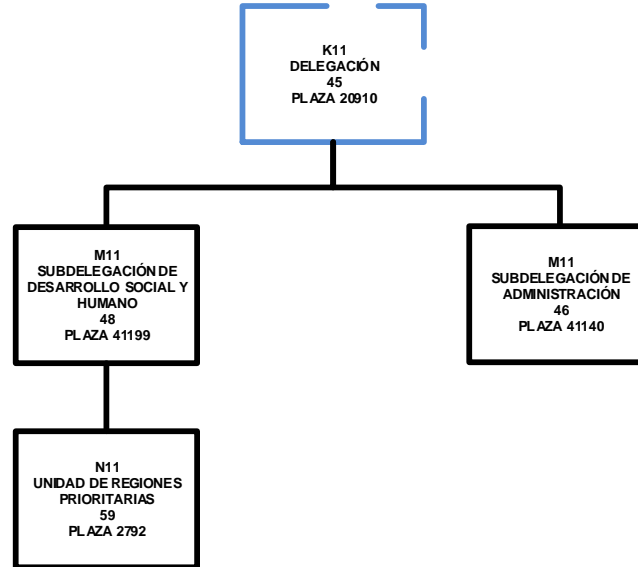 K11
DELEGACIÓN
45
PLAZA 20910
M11
SUBDELEGACIÓN DE
DESARROLLO SOCIAL Y
HUMANO
48
PLAZA 41199
M11
SUBDELEGACIÓN DE
ADMINISTRACIÓN
46
PLAZA 41140
N11
UNIDAD DE REGIONES
PRIORITARIAS
59
PLAZA 2792